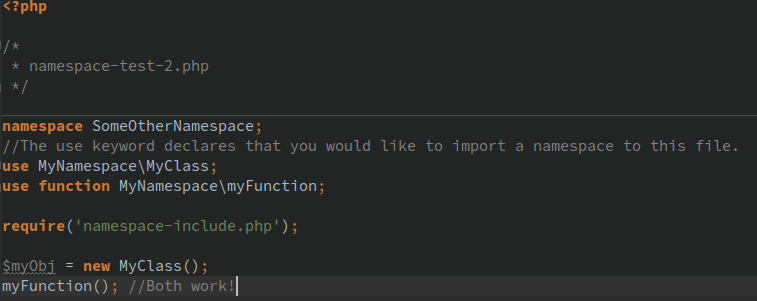 <?php
/*
 * namespace-test-2.php
 */
namespace SomeOtherNamespace;
//The use keyword declares that you would like to import a namespace to this file.
use MyNamespace\MyClass;
use function MyNamespace\myFunction;
require('namespace-include.php');
$myObj = new MyClass();
myFunction(); //Both work!